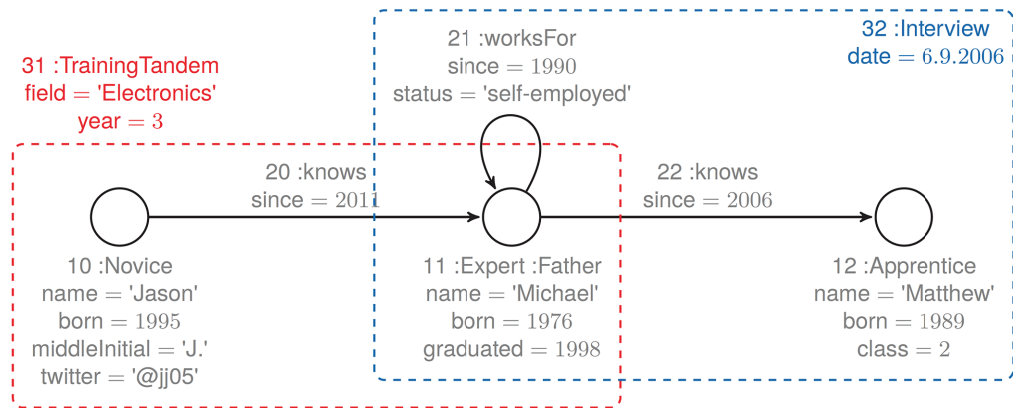 31 :TrainingTandem
field = 'Electronics'
year = 3
21 :worksFor
since = 1990
status = 'self-employed'
32 :Interview
date = 6.9.2006
20 :knows
since = 2011
22 :knows
since = 2006
10 :Novice
name = 'Jason'
born = 1995
middleInitial = 'J.'
twitter = '@jj05'
11 :Expert :Father
name = 'Michael'
born = 1976
graduated = 1998
12 :Apprentice
name = 'Matthew'
born = 1989
class = 2